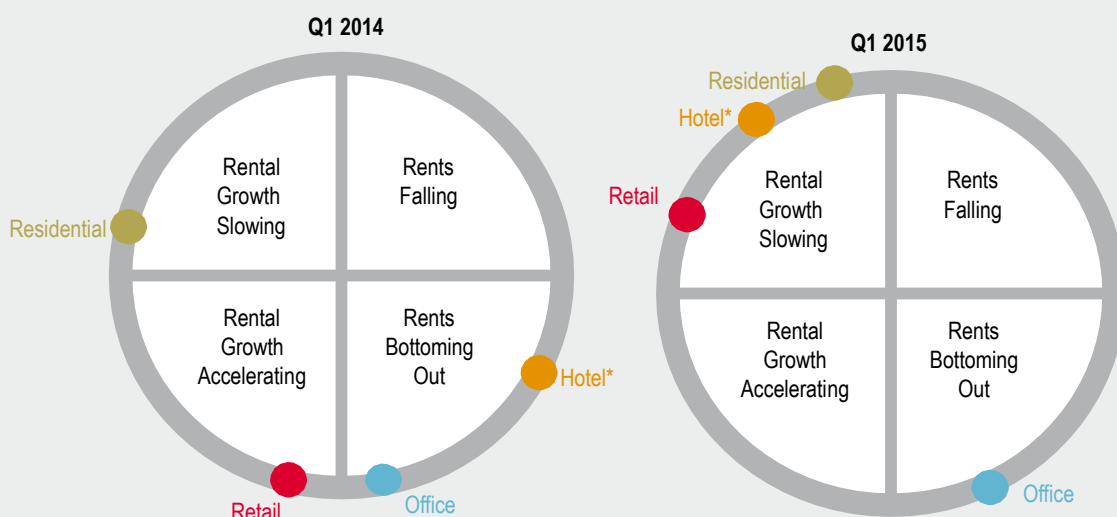 Q1 2014
Rental
Growth
Slowing
Rents
Falling
Residential
Rental
Growth
Accelerating
Rents
Bottoming
Out
Hotel*
Retail
Office
Q1 2015
Residential
Hotel*
Retail
Rental
Growth
Slowing
Rents
Falling
Rental
Growth
Accelerating
Rents
Bottoming
Out
Office